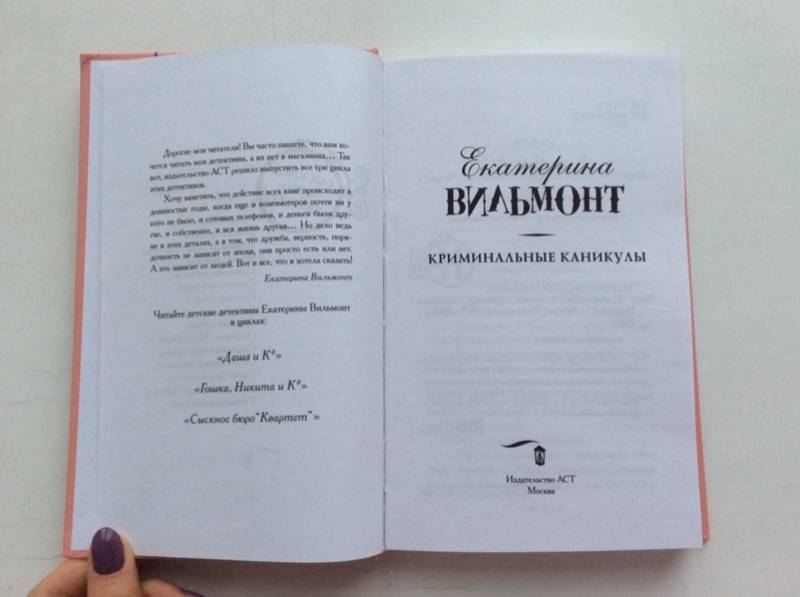 Дорогие мои читатели! Вы часто пишете, что вам хо-
чется читать мои детективы, а их нет в магазинах... Так
вот, издательство АСТ решило выпустить все три цикла
этих детективов.
Хочу заметить, что действие всех книг происходит в
девяностые годы, когда еще и компьютеров почти ни у
кого не было, и сотовых телефонов, и деньги были дру-
гие, и собственно, и вся жизнь другая... Но дело ведь
не в этих деталях, а в том, что дружба, верность, поря-
дочность не зависят от эпохи, они просто есть или нет.
А это зависит от людей. Вот и все, что я хотела сказать!
Екатерина Вильмонт
Читайте детские детективы Екатерины Вильмонт
в циклах:
«Даша и К°»
«Гошка, Никита и К°»
«Сыскное бюро "Квартет"»
Екатерина
ВИЛЬМОНТ
КРИМИНАЛЬНЫЕ КАНИКУЛЫ
Издательство АСТ
Москва